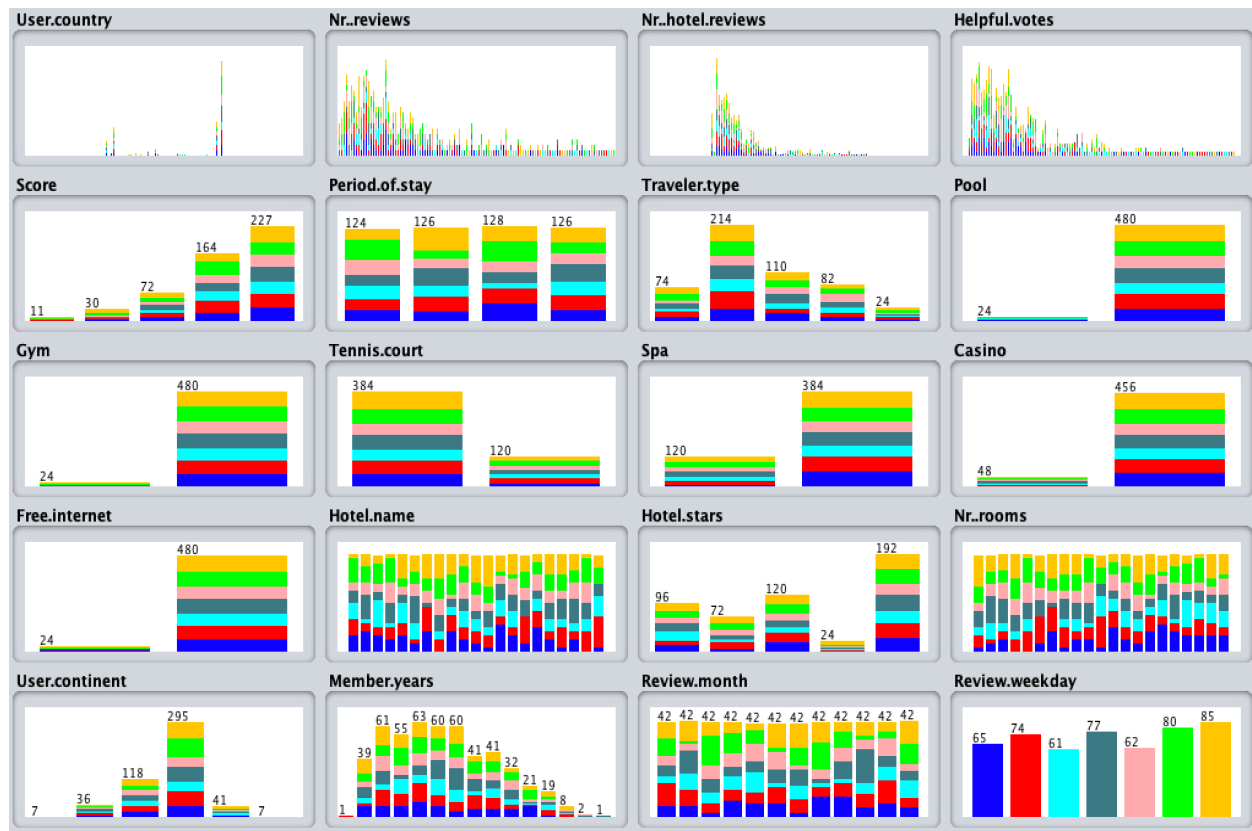 User.country
Nr..reviews
Nr..hotel.reviews
Helpful.votes
Score
11 30 72 164 227
Period.of.stay
124 126 128 126
Traveler.type
74 214 110 82 24
Pool
24 480
Gym
24 480
Tennis.court
384 120
Spa
120 384
Casino
48 456
Free.internet
24 480
Hotel.name
Hotel.stars
96 72 120 24 192
Nr..rooms
User.continent
7 36 118 295 41 7
Member.years
1 39 61 55 63 60 60 41 41 32 21 19 8 2 1
Review.month
42 42 42 42 42 42 42 42 42 42 42 42
Review.weekday
65 74 61 77 62 80 85